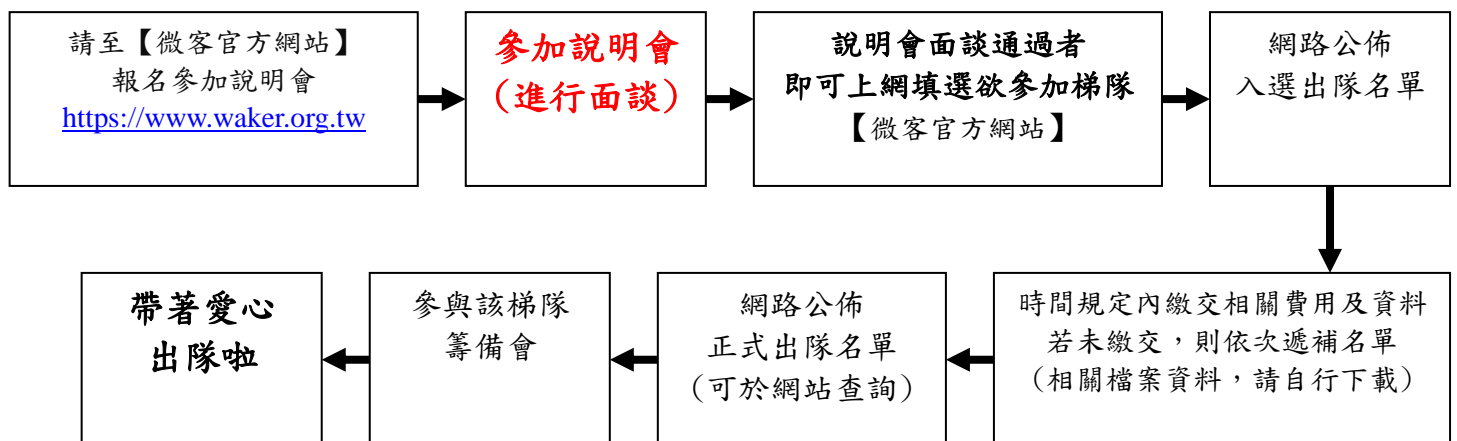 請至【微客官方網站】
報名參加說明會
https://www.waker.org.tw
參加說明會
(進行面談)
說明會面談通過者
即可上網填選欲參加梯隊
【微客官方網站】
網路公佈
入選出隊名單
時間規定內繳交相關費用及資料
若未繳交，則依次遞補名單
(相關檔案資料，請自行下載)
網路公佈
正式出隊名單
(可於網站查詢)
參與該梯隊
籌備會
帶著愛心
出隊啦